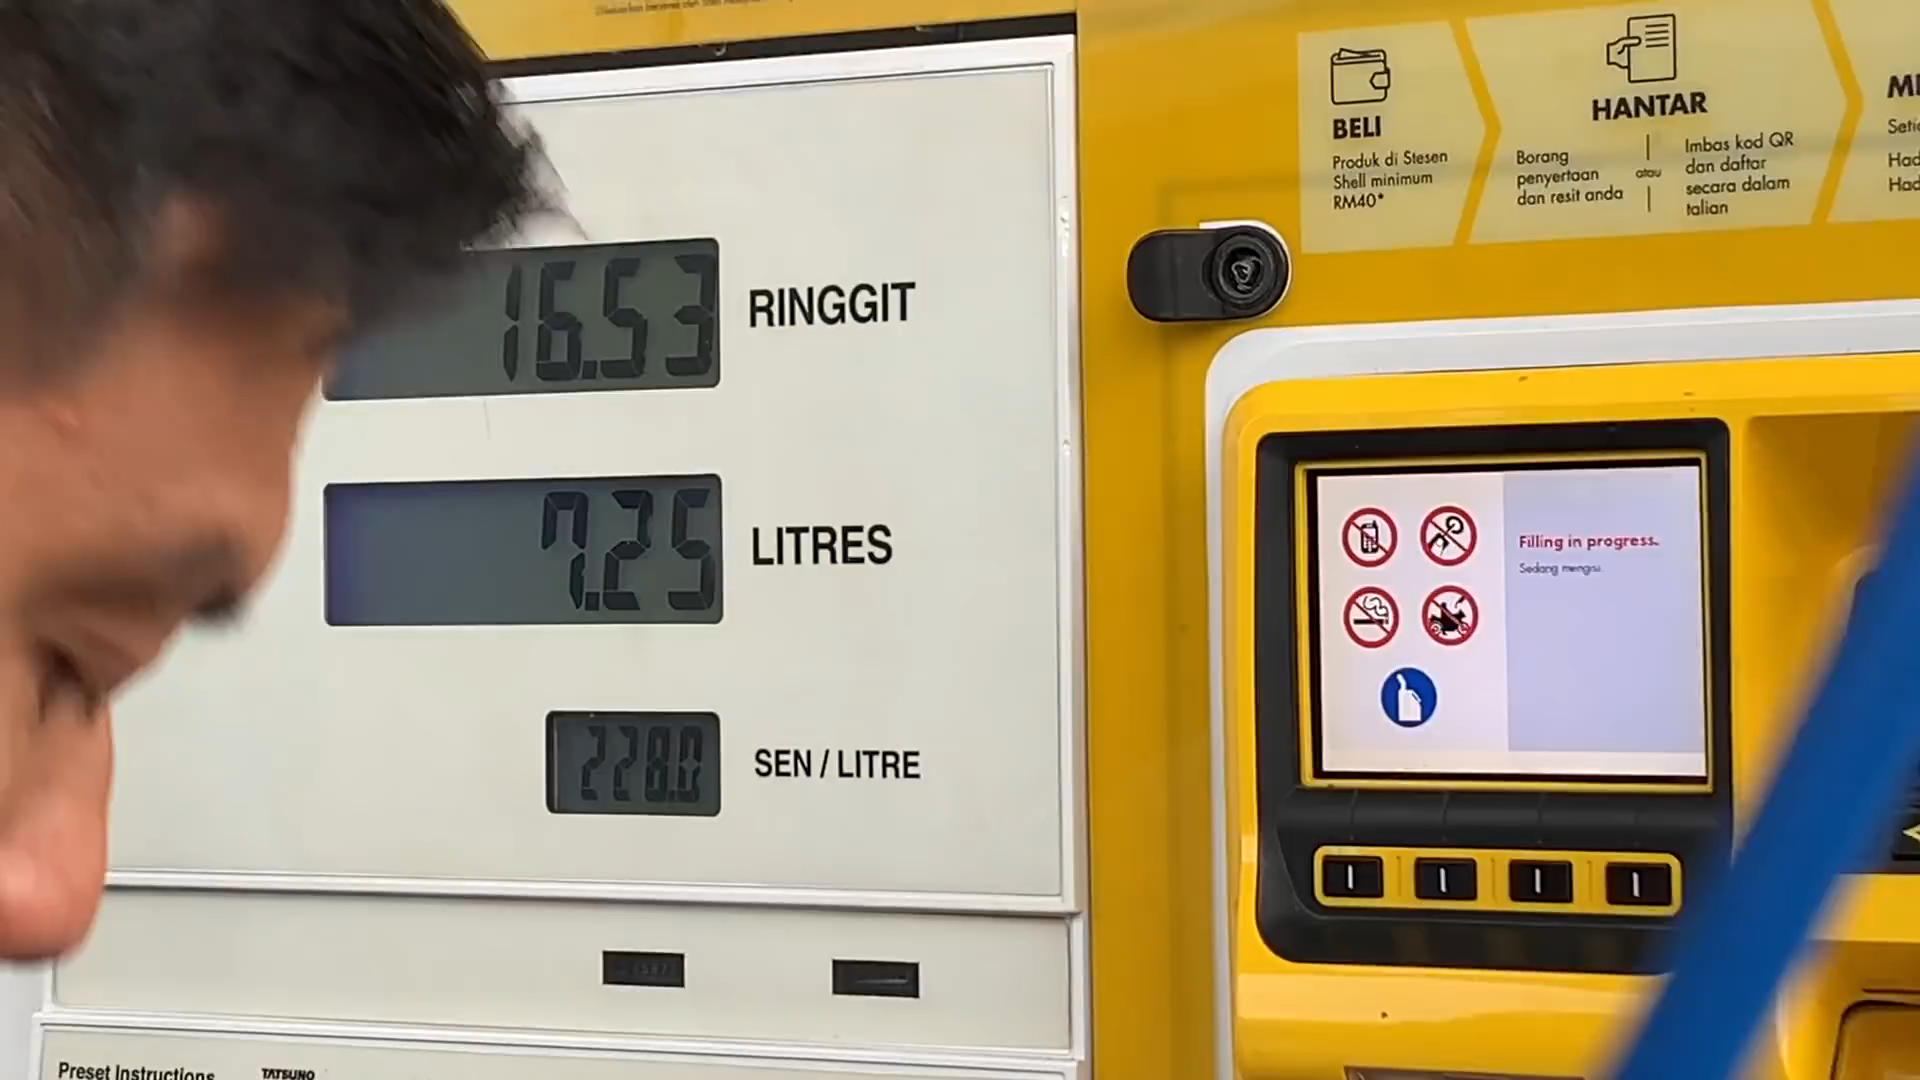 BELI
Produk di Stesen
Shell minimum
RM40*
HANTAR
Borang
penyertaan
dan resit anda
atau
Imbas kod QR
dan daftar
secara dalam
talian
16.53
RINGGIT
7.25
LITRES
228.0
SEN / LITRE
Filling in progress.
Sedang mengisi.
Preset Instructions
TATSUNO